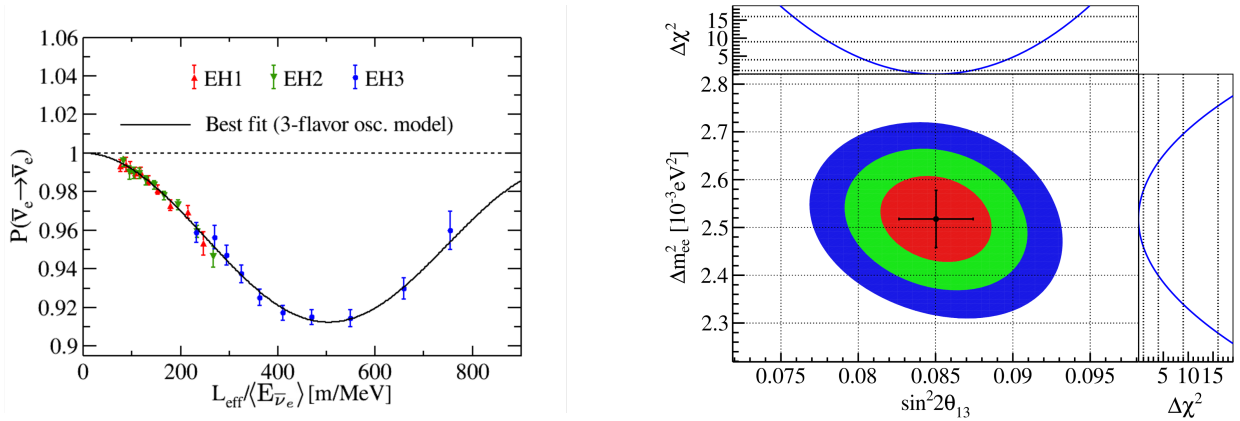 1.06
1.04
1.02
1
0.98
0.96
0.94
0.92
0.9
P(ν̅e→ν̅e)
EH1 EH2 EH3
Best fit (3-flavor osc. model)
0 200 400 600 800
Leff/⟨Eν̅e⟩ [m/MeV]
15
10
5
Δχ²
2.8
2.7
2.6
2.5
2.4
2.3
Δm²ee [10⁻³eV²]
0.075 0.08 0.085 0.09 0.095
sin²2θ13
5 10 15
Δχ²